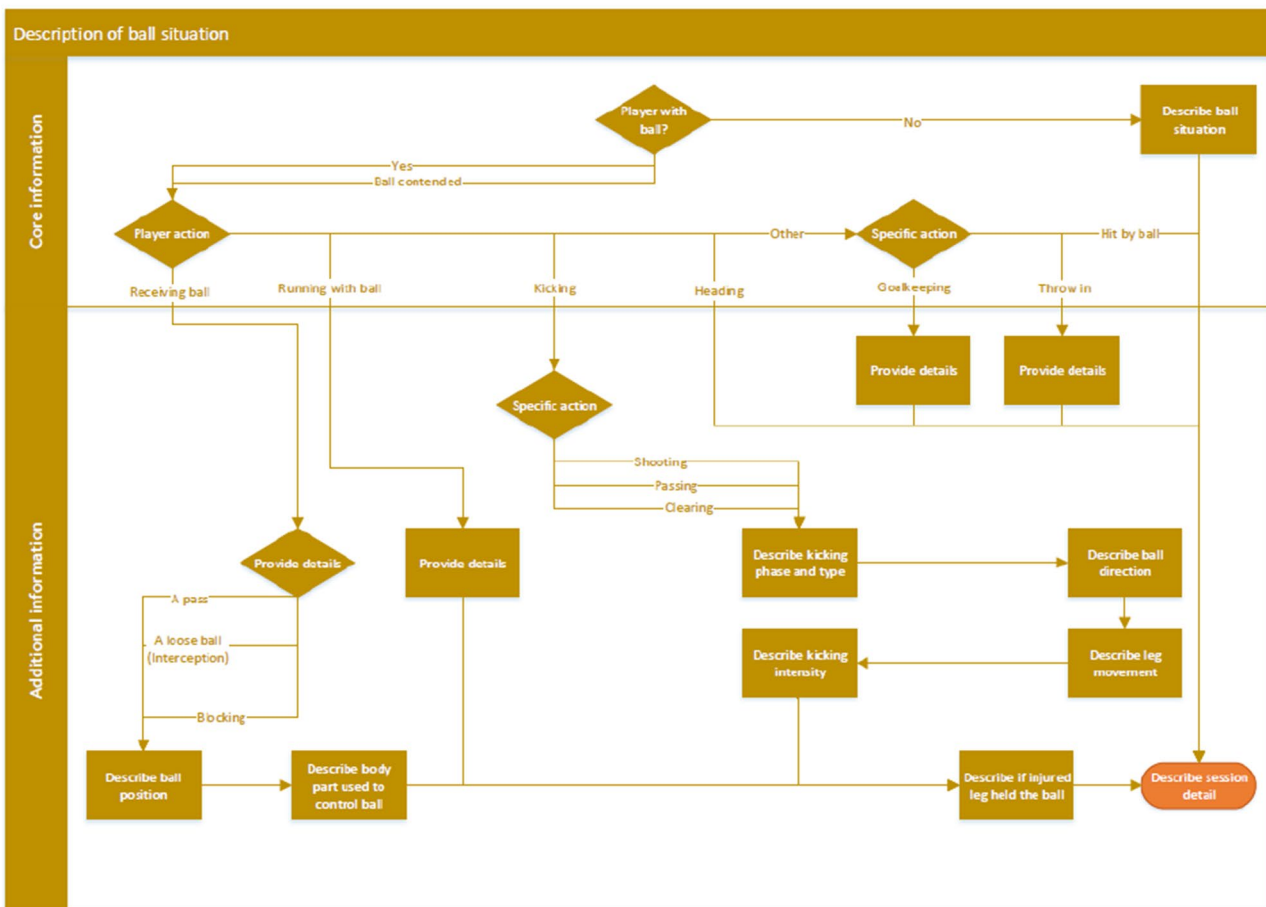 Description of ball situation
Core information
Player with
ball?
No
Describe ball
situation
Yes
Ball contended
Player action
Other
Specific action
Hit by ball
Receiving ball
Running with ball
Kicking
Heading
Goalkeeping
Throw in
Additional information
Provide details
Provide details
Specific action
Shooting
Passing
Clearing
Provide details
Provide details
Describe kicking
phase and type
Describe ball
direction
A pass
A loose ball
(Interception)
Describe kicking
intensity
Describe leg
movement
Blocking
Describe ball
position
Describe body
part used to
control ball
Describe if injured
leg held the ball
Describe session
detail